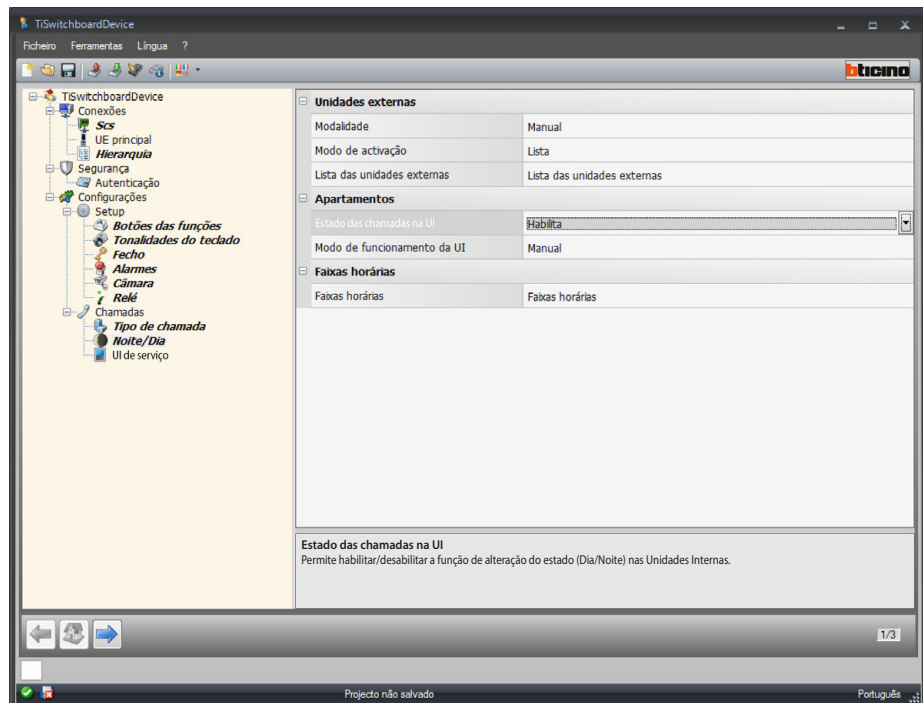 TiSwitchboardDevice
Ficheiro Ferramentas Língua ?
bticino
TiSwitchboardDevice
Conexões
Scs
UE principal
Hierarquia
Segurança
Autenticação
Configurações
Setup
Botões das funções
Tonalidades do teclado
Fecho
Alarmes
Câmara
Relé
Chamadas
Tipo de chamada
Noite/Dia
UI de serviço
Unidades externas
Modalidade Manual
Modo de activação Lista
Lista das unidades externas Lista das unidades externas
Apartamentos
Estado das chamadas na UI Habilita
Modo de funcionamento da UI Manual
Faixas horárias
Faixas horárias Faixas horárias
Estado das chamadas na UI
Permite habilitar/desabilitar a função de alteração do estado (Dia/Noite) nas Unidades Internas.
1/3
Projecto não salvado Português